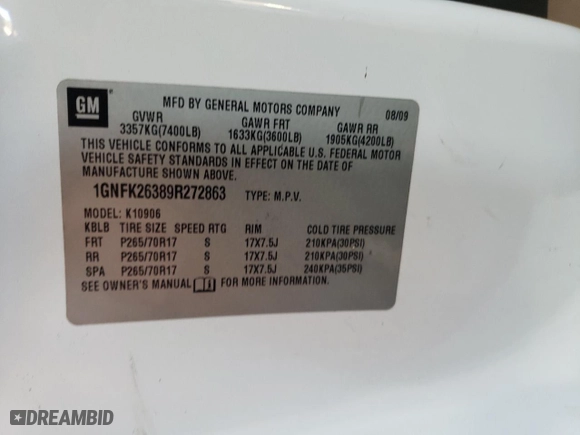 GM
MFD BY GENERAL MOTORS COMPANY 08/09
GVWR GAWR FRT GAWR RR
3357KG(7400LB) 1633KG(3600LB) 1905KG(4200LB)
THIS VEHICLE CONFORMS TO ALL APPLICABLE U.S. FEDERAL MOTOR
VEHICLE SAFETY STANDARDS IN EFFECT ON THE DATE OF
MANUFACTURE SHOWN ABOVE.
1GNFK26389R272863 TYPE: M.P.V.
MODEL: K10906
KBLB TIRE SIZE SPEED RTG RIM COLD TIRE PRESSURE
FRT P265/70R17 S 17X7.5J 210KPA(30PSI)
RR P265/70R17 S 17X7.5J 210KPA(30PSI)
SPA P265/70R17 S 17X7.5J 240KPA(35PSI)
SEE OWNER'S MANUAL FOR MORE INFORMATION.
DREAMBID